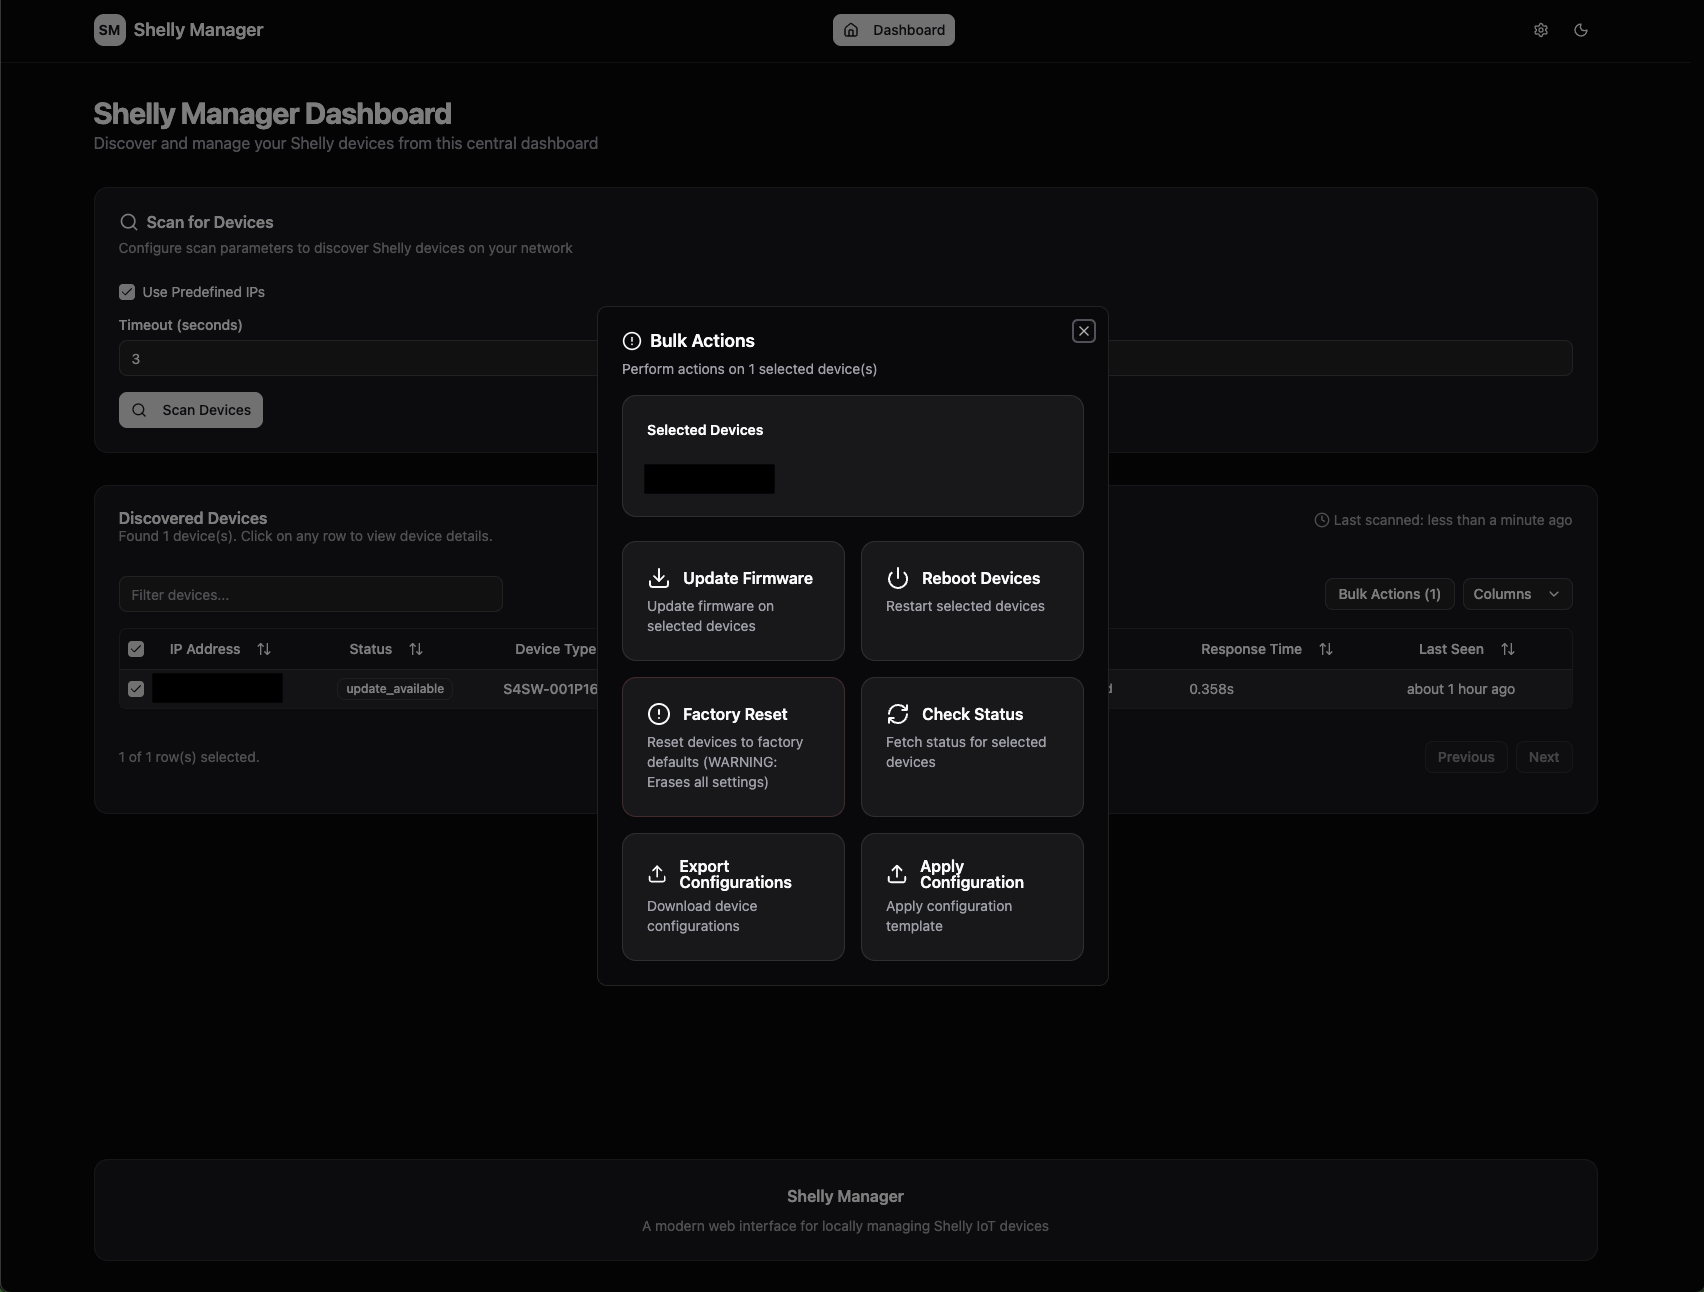 SM Shelly Manager
Dashboard
Shelly Manager Dashboard
Discover and manage your Shelly devices from this central dashboard
Scan for Devices
Configure scan parameters to discover Shelly devices on your network
Use Predefined IPs
Timeout (seconds)
3
Scan Devices
Discovered Devices
Found 1 device(s). Click on any row to view device details.
Last scanned: less than a minute ago
Filter devices...
Bulk Actions (1)
Columns
IP Address
Status
Device Type
Response Time
Last Seen
update_available
S4SW-001P16
0.358s
about 1 hour ago
1 of 1 row(s) selected.
Previous
Next
Bulk Actions
Perform actions on 1 selected device(s)
Selected Devices
Update Firmware
Update firmware on
selected devices
Reboot Devices
Restart selected devices
Factory Reset
Reset devices to factory
defaults (WARNING:
Erases all settings)
Check Status
Fetch status for selected
devices
Export
Configurations
Download device
configurations
Apply
Configuration
Apply configuration
template
Shelly Manager
A modern web interface for locally managing Shelly IoT devices